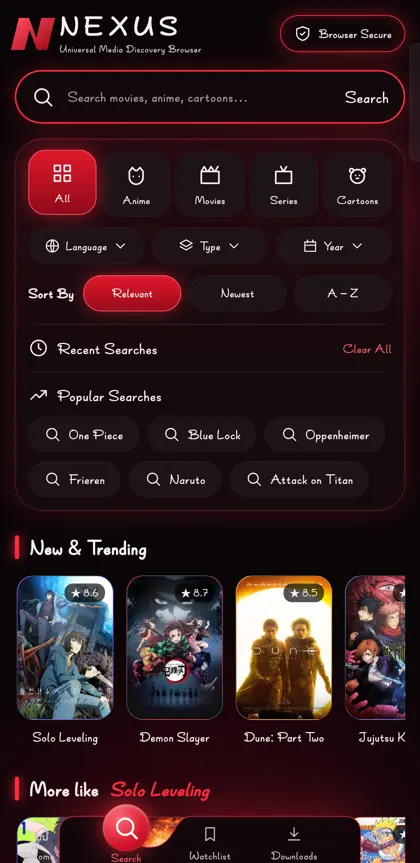 NEXUS
Universal Media Discovery Browser
Browser Secure
Search movies, anime, cartoons...
Search
All
Anime
Movies
Series
Cartoons
Language
Type
Year
Sort By
Relevant
Newest
A – Z
Recent Searches
Clear All
Popular Searches
One Piece
Blue Lock
Oppenheimer
Frieren
Naruto
Attack on Titan
New & Trending
★ 8.6
★ 8.7
★ 8.5
DUNE
Solo Leveling
Demon Slayer
Dune: Part Two
Jujutsu K
More like Solo Leveling
Search
Watchlist
Downloads